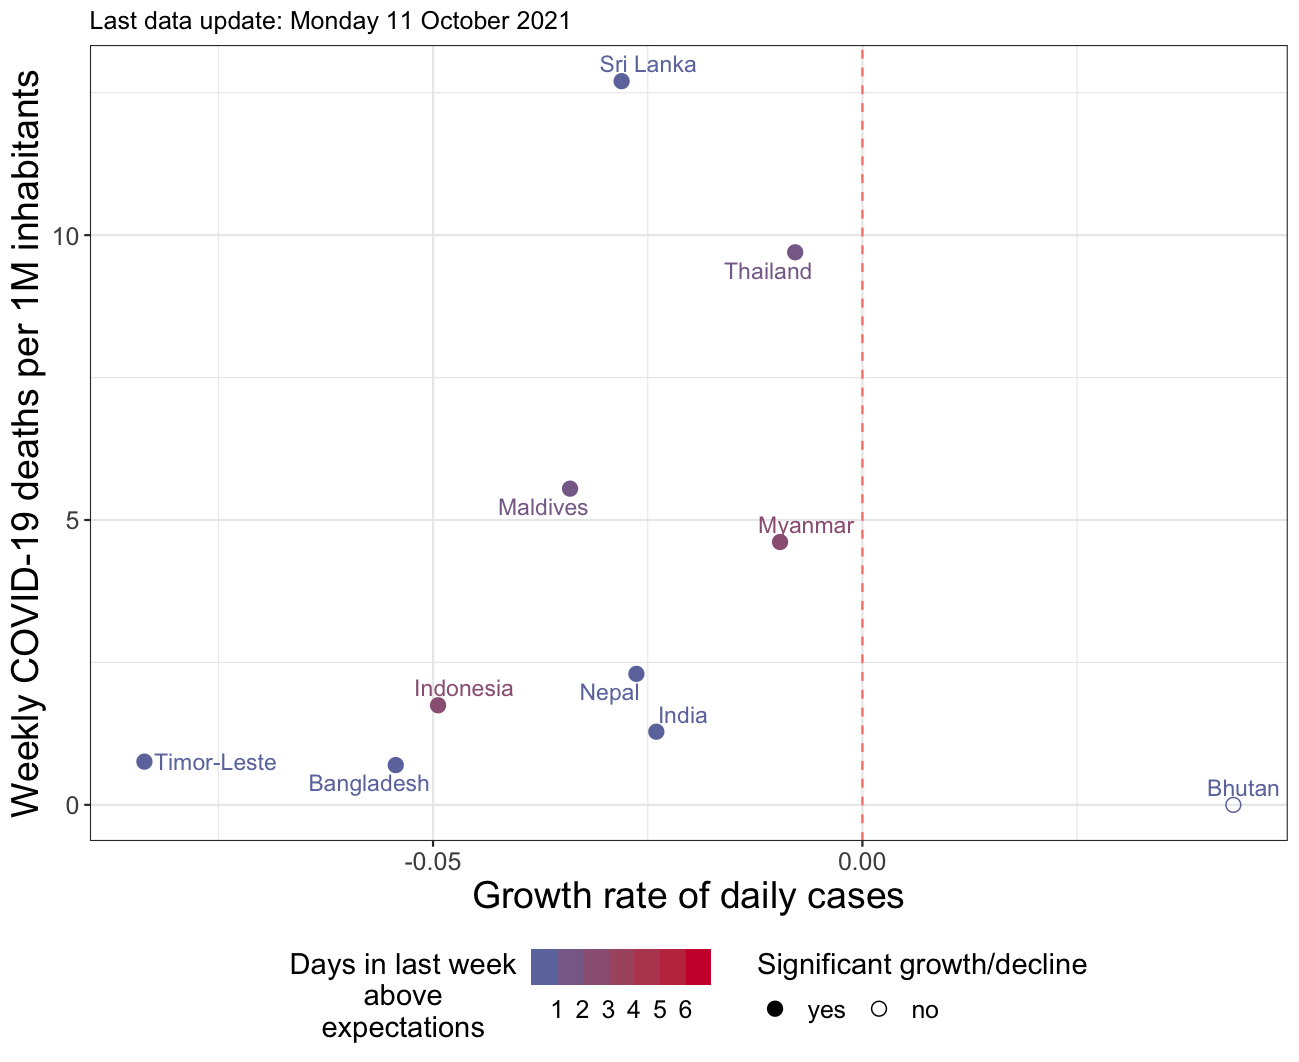 Last data update: Monday 11 October 2021
Weekly COVID-19 deaths per 1M inhabitants
10
5
0
Sri Lanka
Thailand
Maldives
Myanmar
Indonesia
Nepal
India
Timor-Leste
Bangladesh
Bhutan
-0.05 0.00
Growth rate of daily cases
Days in last week
above
expectations
1 2 3 4 5 6
Significant growth/decline
yes no